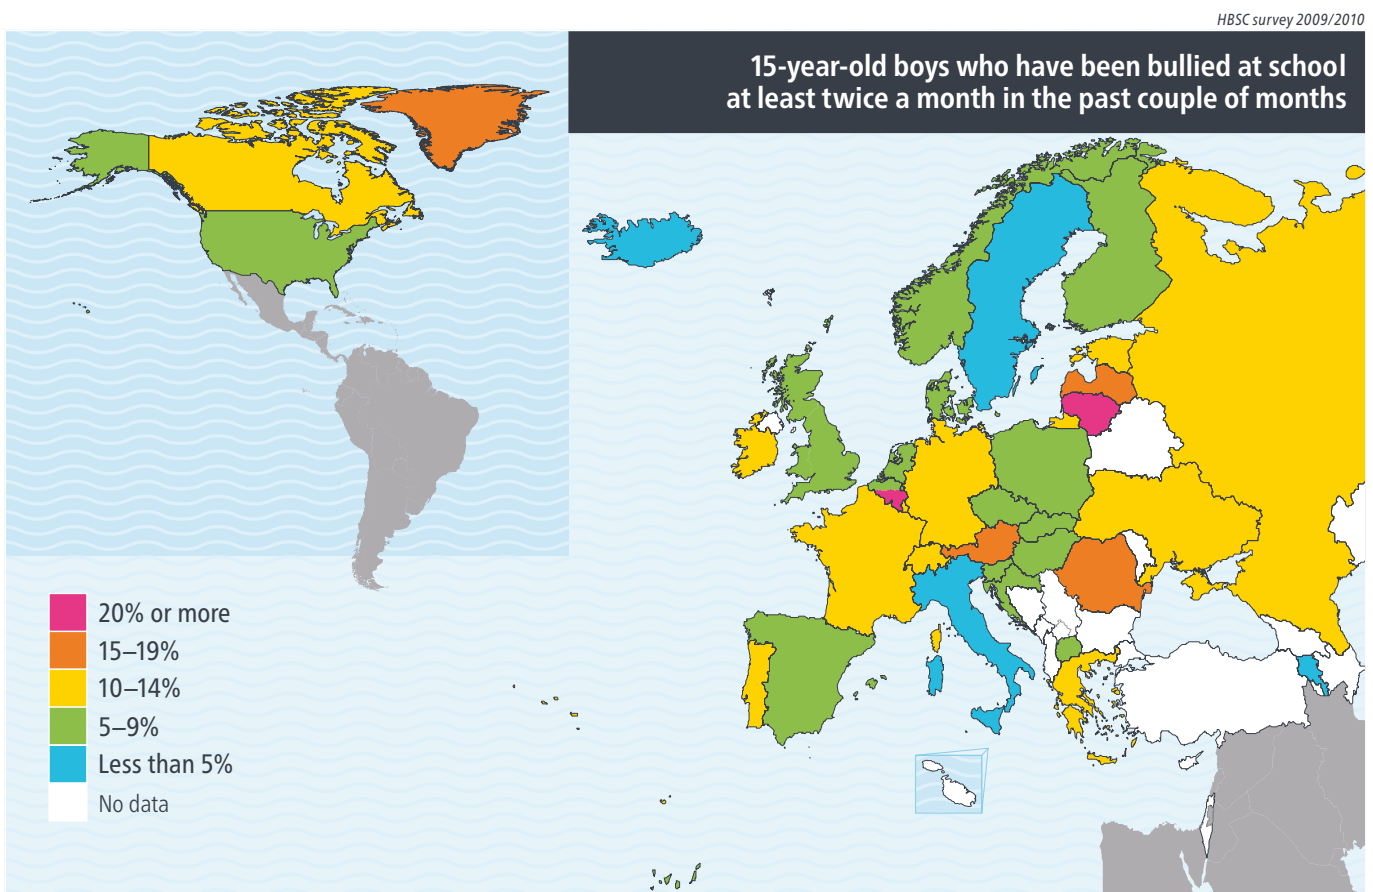 HBSC survey 2009/2010
15-year-old boys who have been bullied at school
at least twice a month in the past couple of months
20% or more
15–19%
10–14%
5–9%
Less than 5%
No data